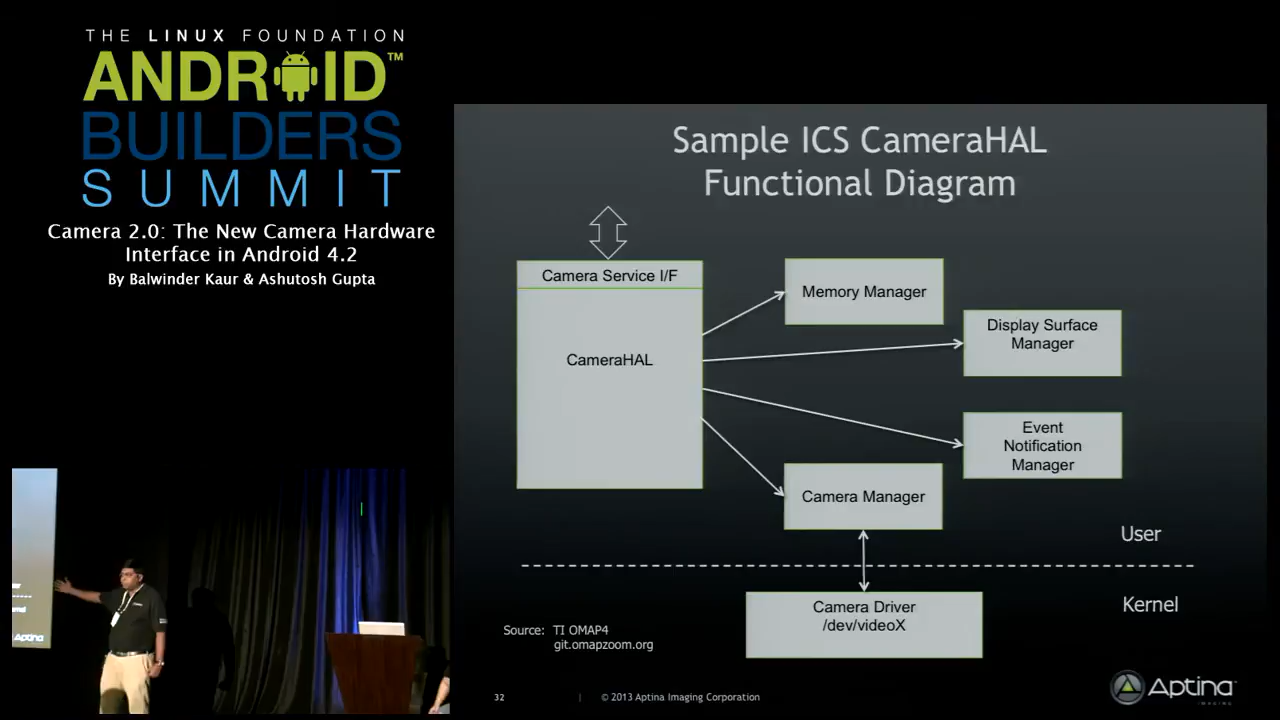 THE LINUX FOUNDATION
ANDROID™
BUILDERS
SUMMIT
Camera 2.0: The New Camera Hardware
Interface in Android 4.2
By Balwinder Kaur & Ashutosh Gupta
Sample ICS CameraHAL
Functional Diagram
Camera Service I/F
CameraHAL
Memory Manager
Display Surface
Manager
Event
Notification
Manager
Camera Manager
User
Kernel
Camera Driver
/dev/videoX
Source: TI OMAP4
git.omapzoom.org
32
© 2013 Aptina Imaging Corporation
Aptina
IMAGING
Aptina